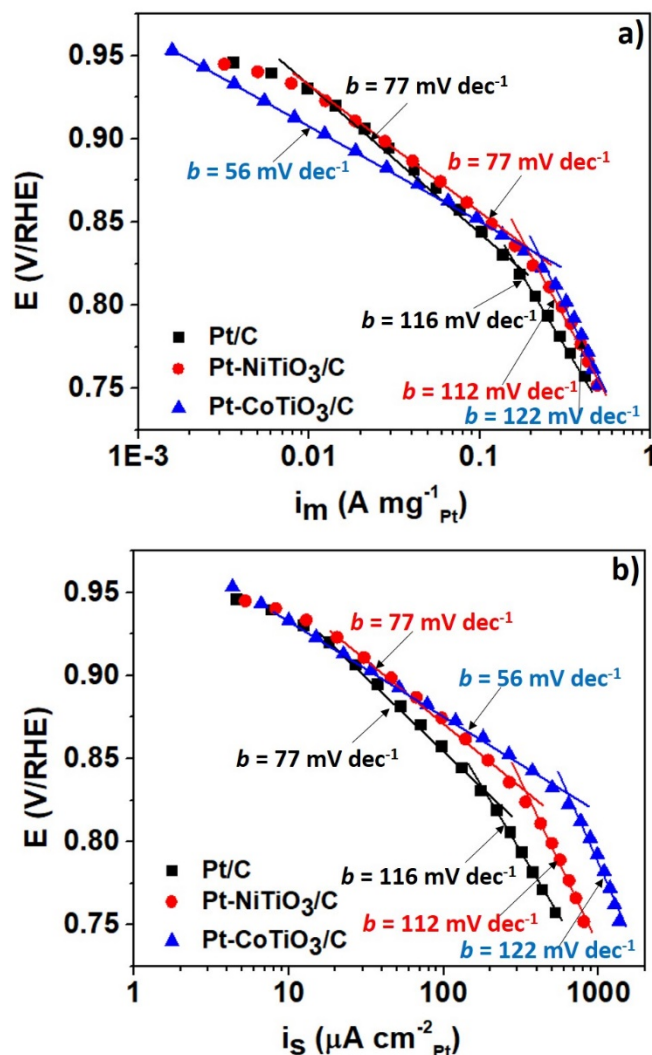 a)
0.95
0.90
0.85
0.80
0.75
E (V/RHE)
b = 77 mV dec⁻¹
b = 56 mV dec⁻¹
b = 77 mV dec⁻¹
b = 116 mV dec⁻¹
b = 112 mV dec⁻¹
b = 122 mV dec⁻¹
Pt/C
Pt-NiTiO₃/C
Pt-CoTiO₃/C
1E-3 0.01 0.1 1
iₘ (A mg⁻¹Pt)
b)
0.95
0.90
0.85
0.80
0.75
E (V/RHE)
b = 77 mV dec⁻¹
b = 56 mV dec⁻¹
b = 77 mV dec⁻¹
b = 116 mV dec⁻¹
b = 112 mV dec⁻¹
b = 122 mV dec⁻¹
Pt/C
Pt-NiTiO₃/C
Pt-CoTiO₃/C
1 10 100 1000
iₛ (μA cm⁻²Pt)